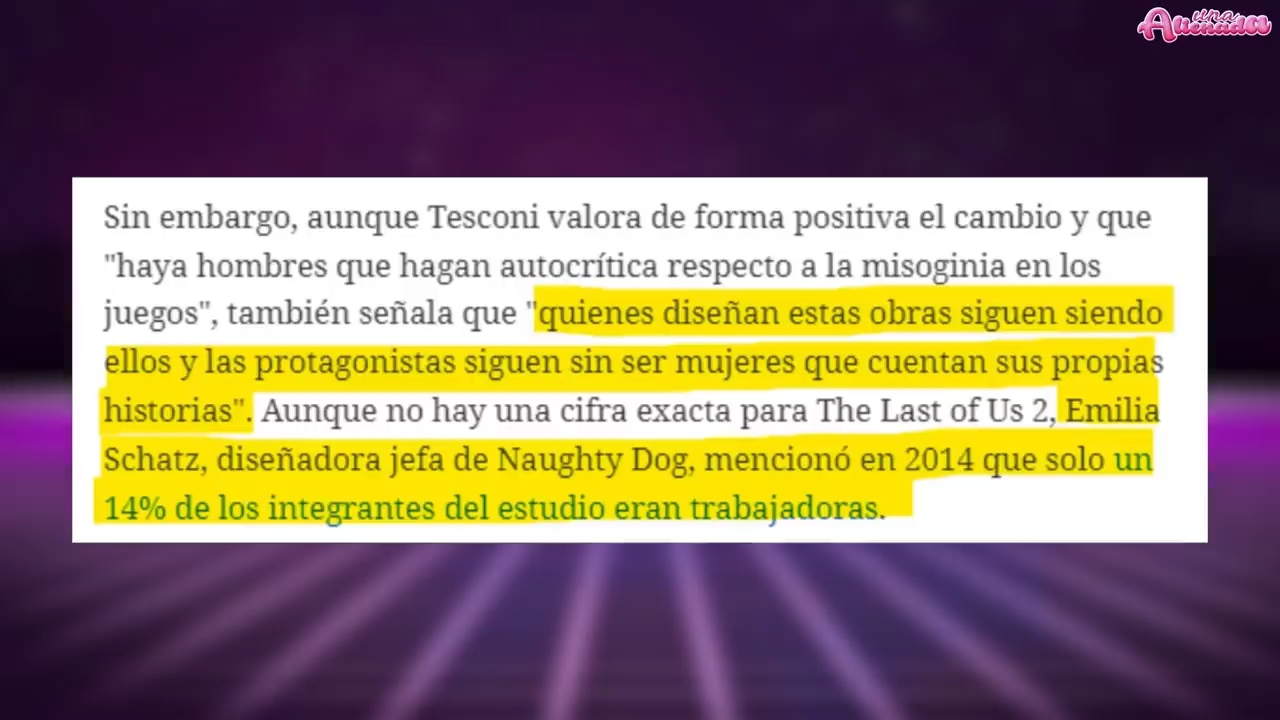 una
Alienada
Sin embargo, aunque Tesconi valora de forma positiva el cambio y que
"haya hombres que hagan autocrítica respecto a la misoginia en los
juegos", también señala que "quienes diseñan estas obras siguen siendo
ellos y las protagonistas siguen sin ser mujeres que cuentan sus propias
historias". Aunque no hay una cifra exacta para The Last of Us 2, Emilia
Schatz, diseñadora jefa de Naughty Dog, mencionó en 2014 que solo un
14% de los integrantes del estudio eran trabajadoras.